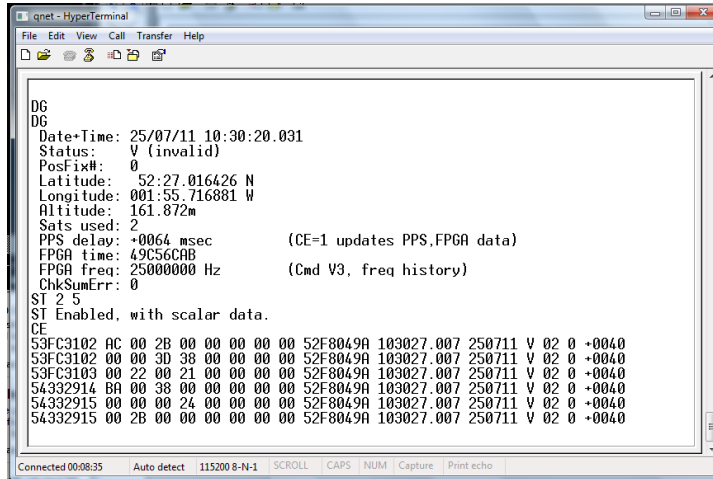 qnet - HyperTerminal
File Edit View Call Transfer Help
DG
DG
Date+Time: 25/07/11 10:30:20.031
Status: V (invalid)
PosFix#: 0
Latitude: 52:27.016426 N
Longitude: 001:55.716881 W
Altitude: 161.872m
Sats used: 2
PPS delay: +0064 msec (CE=1 updates PPS,FPGA data)
FPGA time: 49C56CAB
FPGA freq: 25000000 Hz (Cmd V3, freq history)
ChkSumErr: 0
ST 2 5
ST Enabled, with scalar data.
CE
53FC3102 AC 00 2B 00 00 00 00 00 52F8049A 103027.007 250711 V 02 0 +0040
53FC3102 00 00 3D 38 00 00 00 00 52F8049A 103027.007 250711 V 02 0 +0040
53FC3103 00 22 00 21 00 00 00 00 52F8049A 103027.007 250711 V 02 0 +0040
54332914 BA 00 38 00 00 00 00 00 52F8049A 103027.007 250711 V 02 0 +0040
54332915 00 00 00 24 00 00 00 00 52F8049A 103027.007 250711 V 02 0 +0040
54332915 00 2B 00 00 00 00 00 00 52F8049A 103027.007 250711 V 02 0 +0040
Connected 00:08:35 Auto detect 115200 8-N-1 SCROLL CAPS NUM Capture Print echo